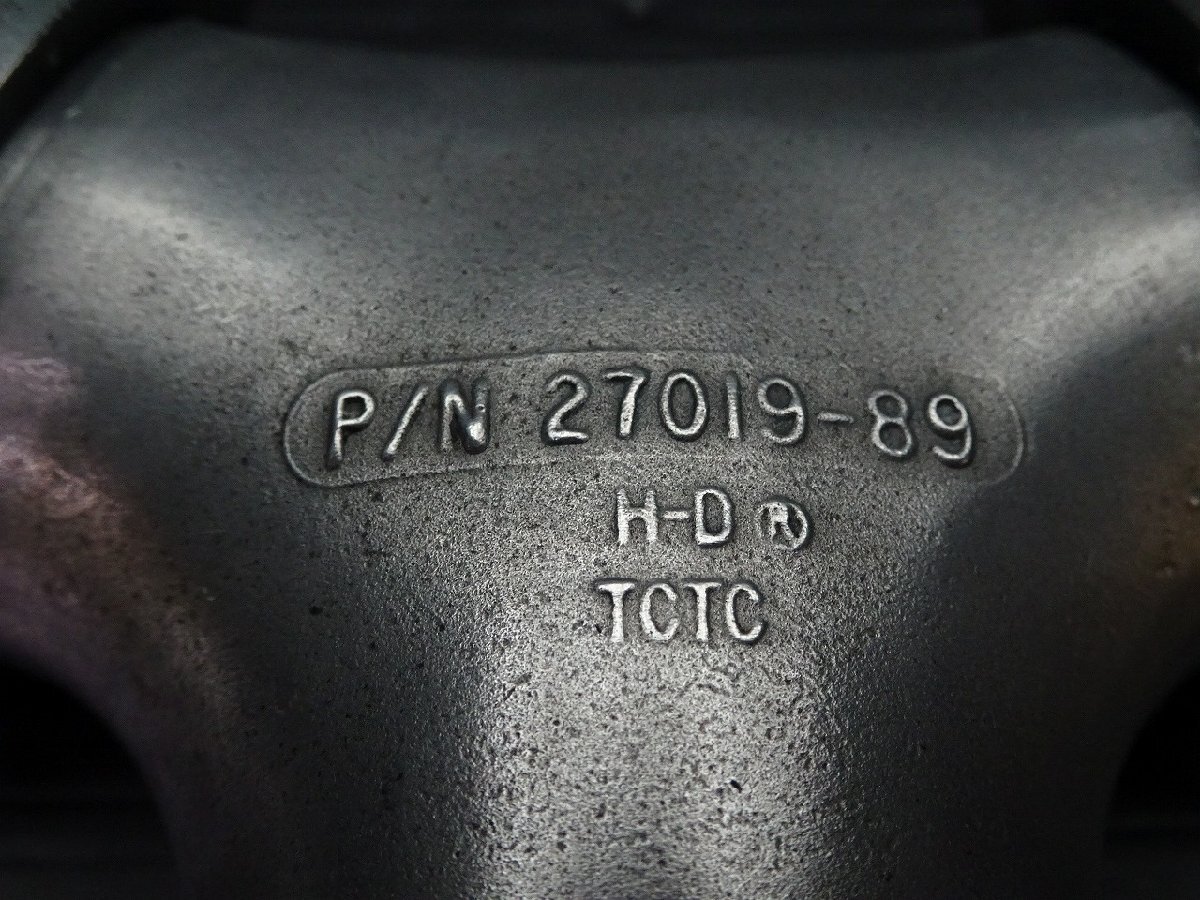 P/N 27019-89
H-D ®
TCTC